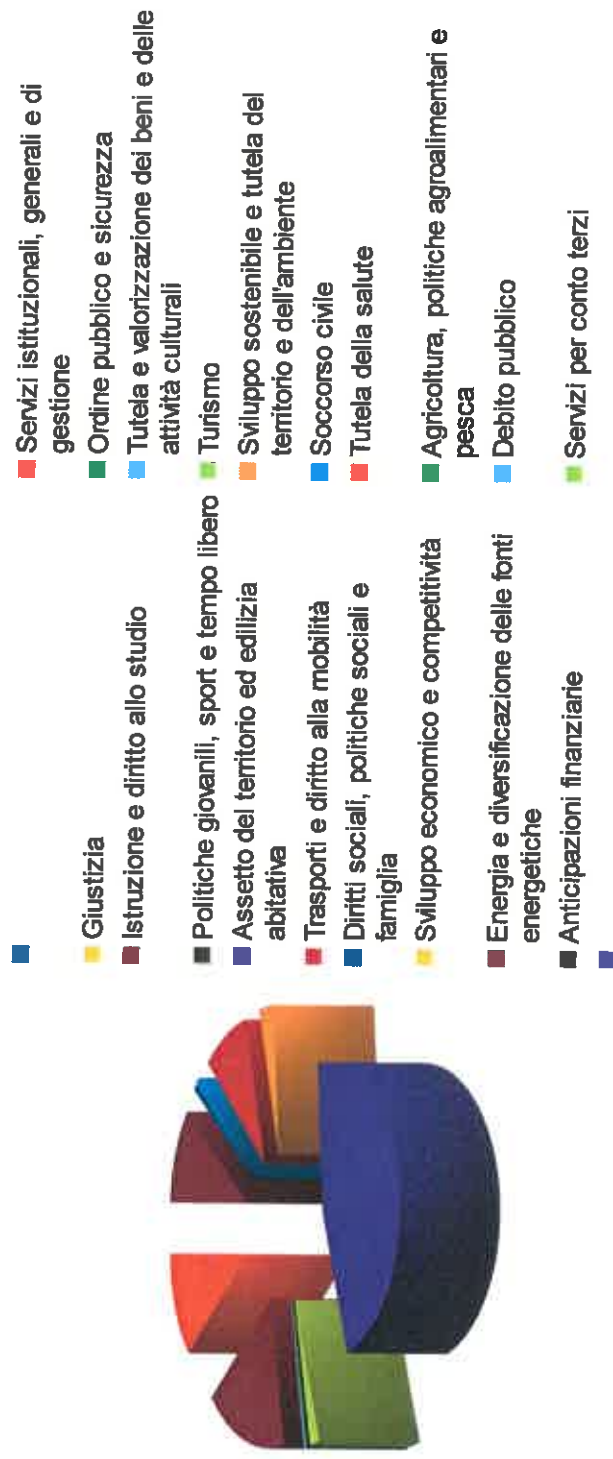 Giustizia
Istruzione e diritto allo studio
Politiche giovanili, sport e tempo libero
Assetto del territorio ed edilizia
abitativa
Trasporti e diritto alla mobilità
Diritti sociali, politiche sociali e
famiglia
Sviluppo economico e competitività
Energia e diversificazione delle fonti
energetiche
Anticipazioni finanziarie
Servizi istituzionali, generali e di
gestione
Ordine pubblico e sicurezza
Tutela e valorizzazione dei beni e delle
attività culturali
Turismo
Sviluppo sostenibile e tutela del
territorio e dell'ambiente
Soccorso civile
Tutela della salute
Agricoltura, politiche agroalimentari e
pesca
Debito pubblico
Servizi per conto terzi